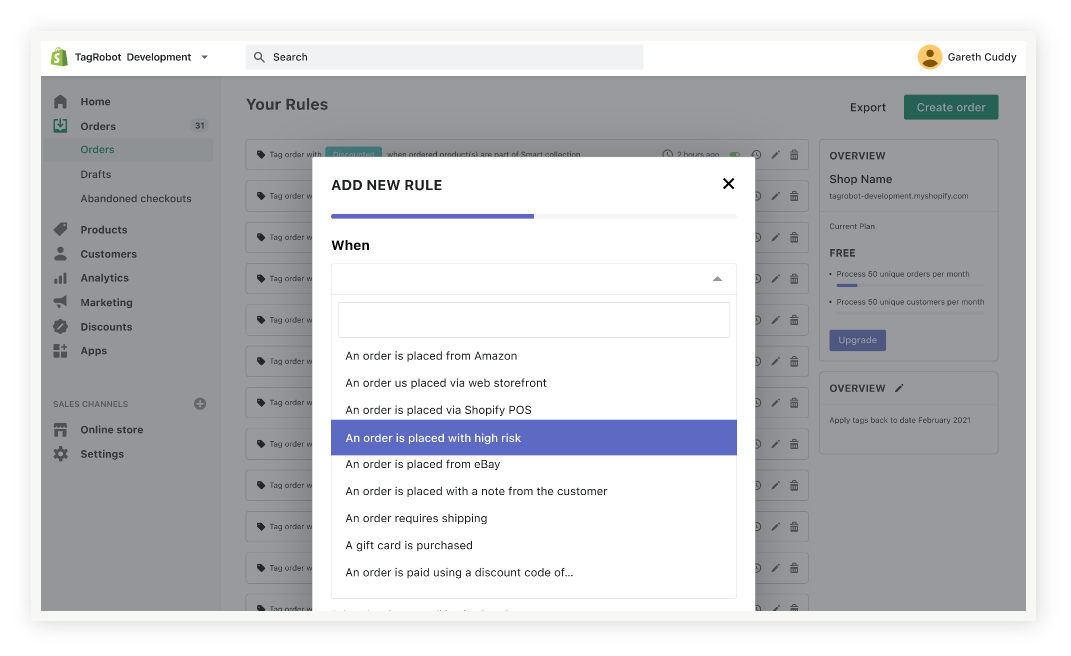 TagRobot Development
Search
Gareth Cuddy
Home
Orders 31
Orders
Drafts
Abandoned checkouts
Products
Customers
Analytics
Marketing
Discounts
Apps
SALES CHANNELS
Online store
Settings
Your Rules
Export
Create order
Tag order with Discounted when ordered product(s) are part of Smart collection 2 hours ago
Tag order w
Tag order w
Tag order w
Tag order w
Tag order w
Tag order w
Tag order w
Tag order w
Tag order w
Tag order w
Tag order w
ADD NEW RULE
When
An order is placed from Amazon
An order us placed via web storefront
An order is placed via Shopify POS
An order is placed with high risk
An order is placed from eBay
An order is placed with a note from the customer
An order requires shipping
A gift card is purchased
An order is paid using a discount code of...
OVERVIEW
Shop Name
tagrobot-development.myshopify.com
Current Plan
FREE
• Process 50 unique orders per month
• Process 50 unique customers per month
Upgrade
OVERVIEW
Apply tags back to date February 2021